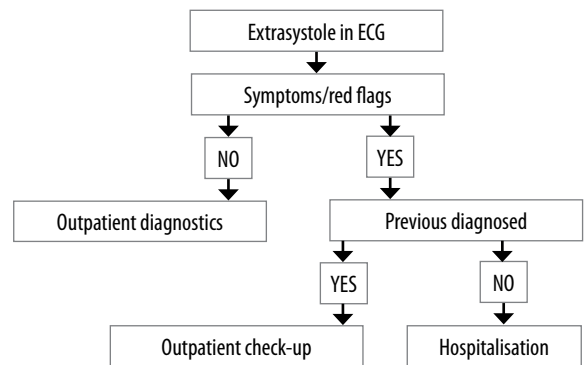 Extrasystole in ECG
Symptoms/red flags
NO
YES
Outpatient diagnostics
Previous diagnosed
YES
NO
Outpatient check-up
Hospitalisation